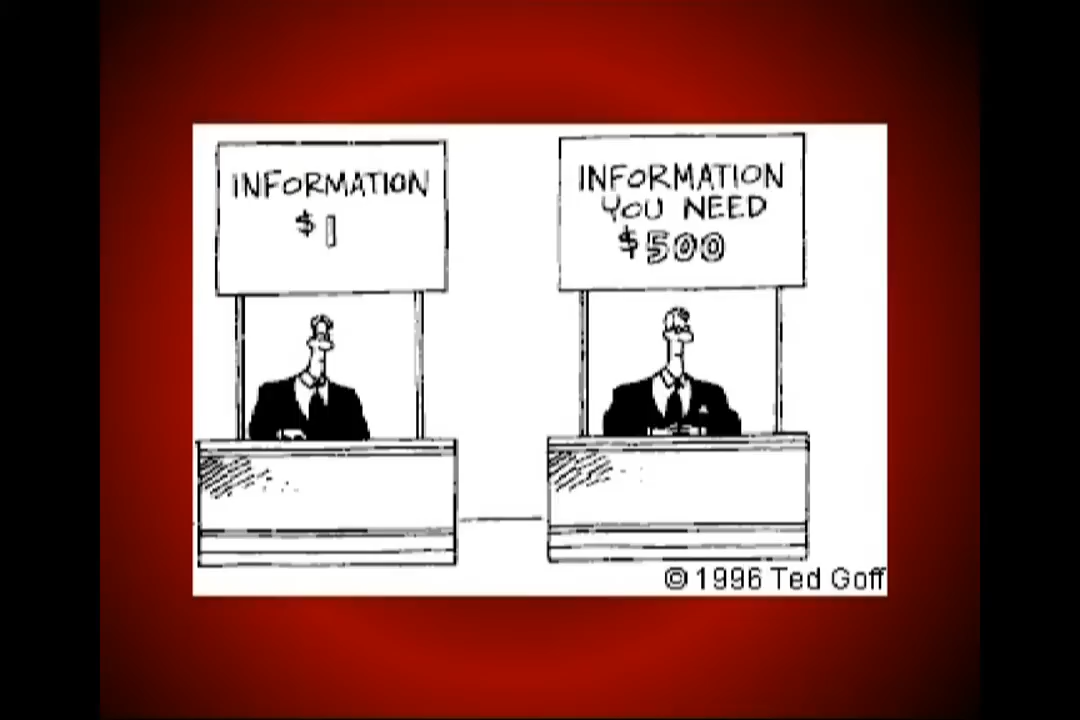 INFORMATION
$1
INFORMATION
YOU NEED
$500
© 1996 Ted Goff